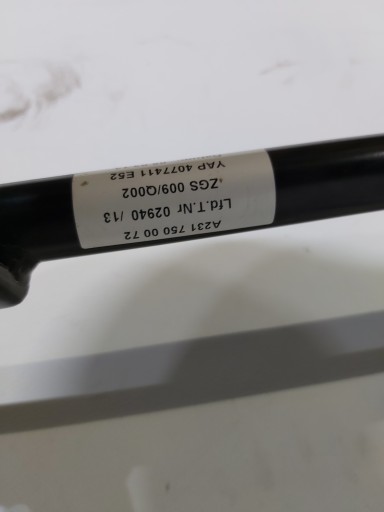 A231 750 00 72
Lfd.T.Nr 02940 /13
ZGS 009/Q002
YAP 4077411 E52